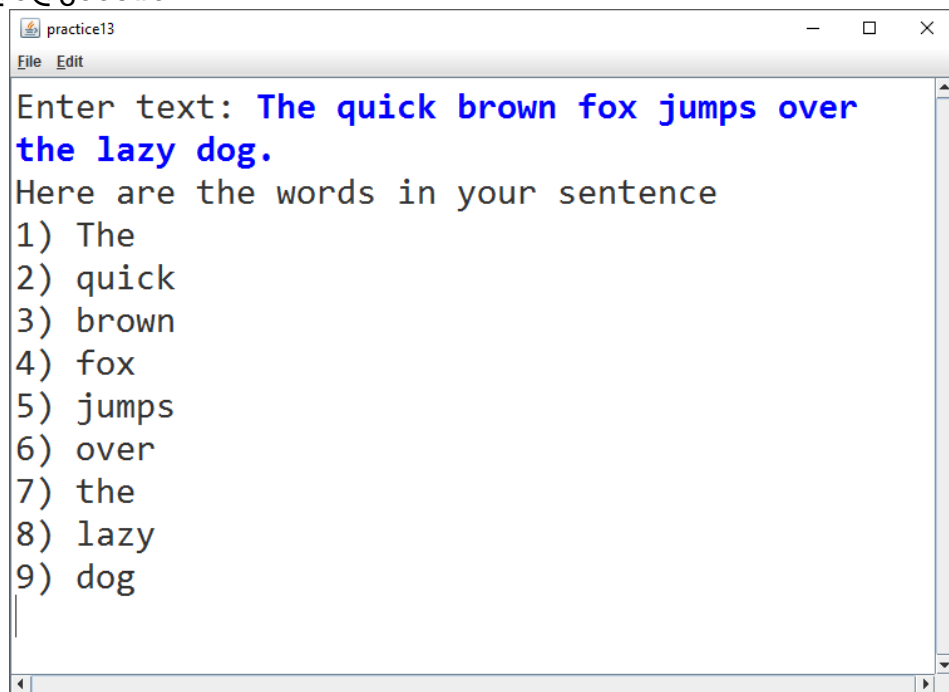 practice13
File Edit
Enter text: The quick brown fox jumps over
the lazy dog.
Here are the words in your sentence
1) The
2) quick
3) brown
4) fox
5) jumps
6) over
7) the
8) lazy
9) dog